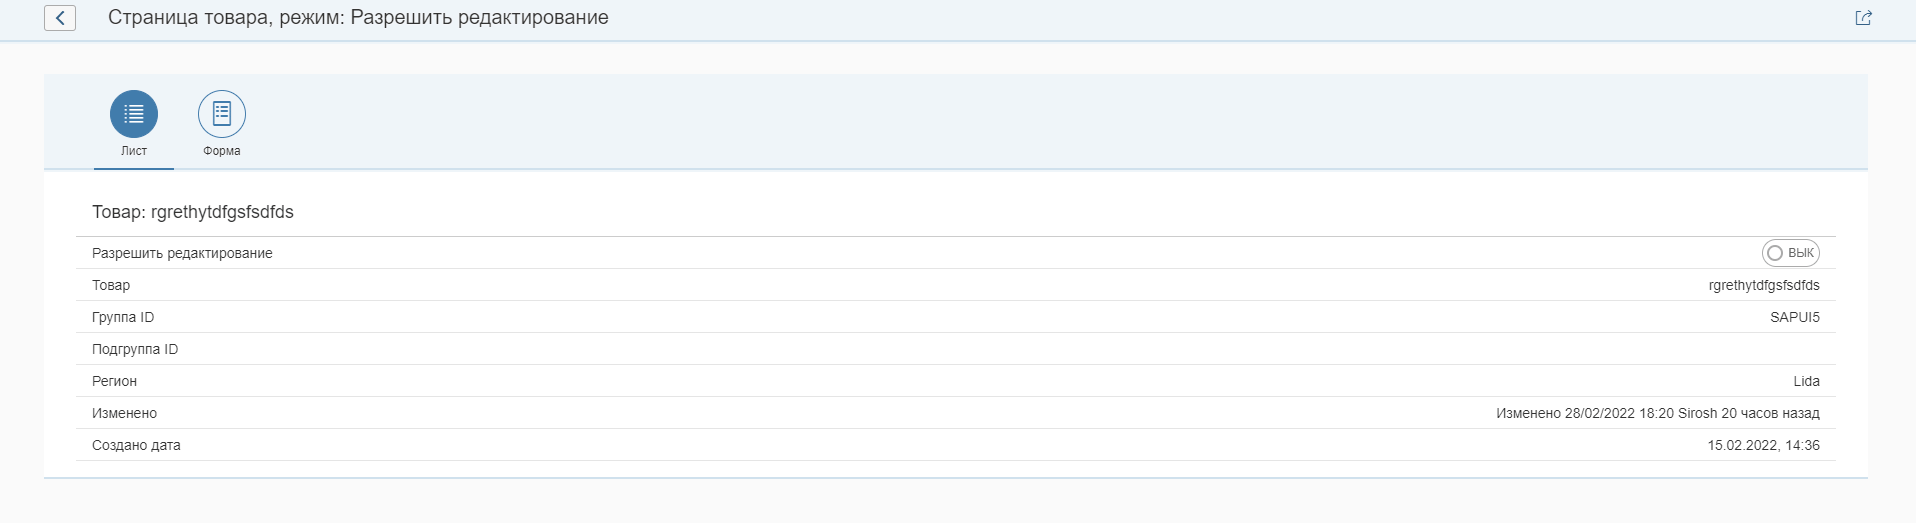 Страница товара, режим: Разрешить редактирование
Лист Форма
Товар: rgrethytdfgsfsdfds
Разрешить редактирование ВЫК
Товар rgrethytdfgsfsdfds
Группа ID SAPUI5
Подгруппа ID
Регион Lida
Изменено Изменено 28/02/2022 18:20 Sirosh 20 часов назад
Создано дата 15.02.2022, 14:36